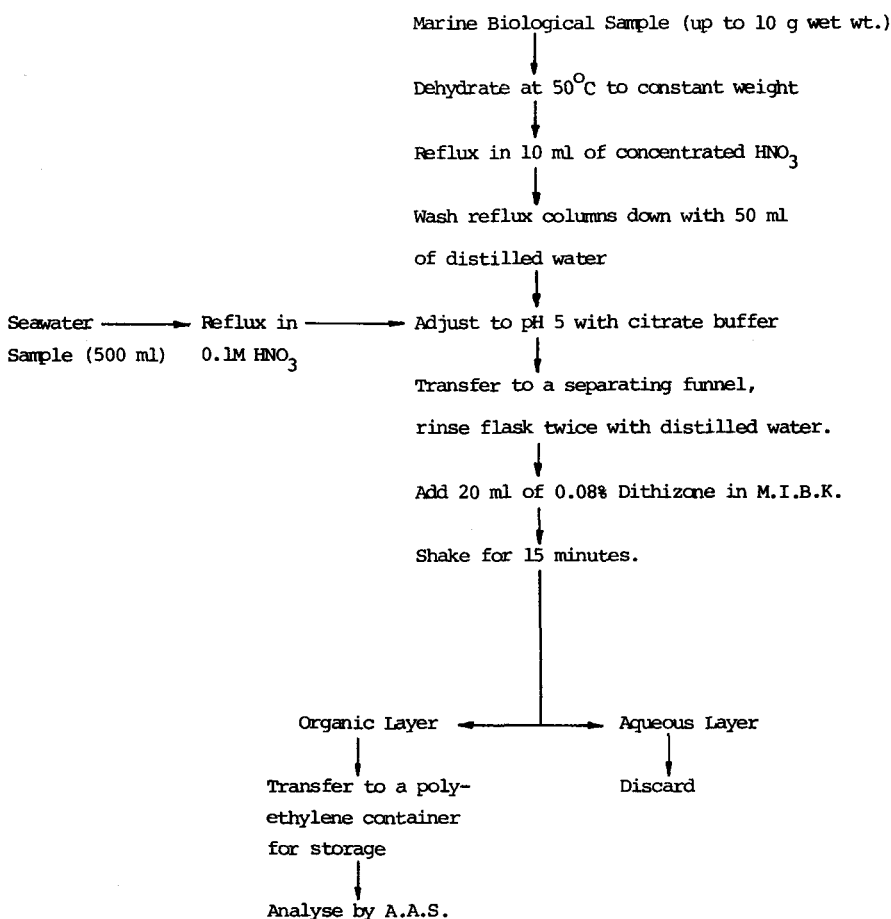 Marine Biological Sample (up to 10 g wet wt.)
Dehydrate at 50°C to constant weight
Reflux in 10 ml of concentrated HNO3
Wash reflux columns down with 50 ml
of distilled water
Seawater
Sample (500 ml)
Reflux in
0.1M HNO3
Adjust to pH 5 with citrate buffer
Transfer to a separating funnel,
rinse flask twice with distilled water.
Add 20 ml of 0.08% Dithizone in M.I.B.K.
Shake for 15 minutes.
Organic Layer
Aqueous Layer
Transfer to a poly-
ethylene container
for storage
Discard
Analyse by A.A.S.